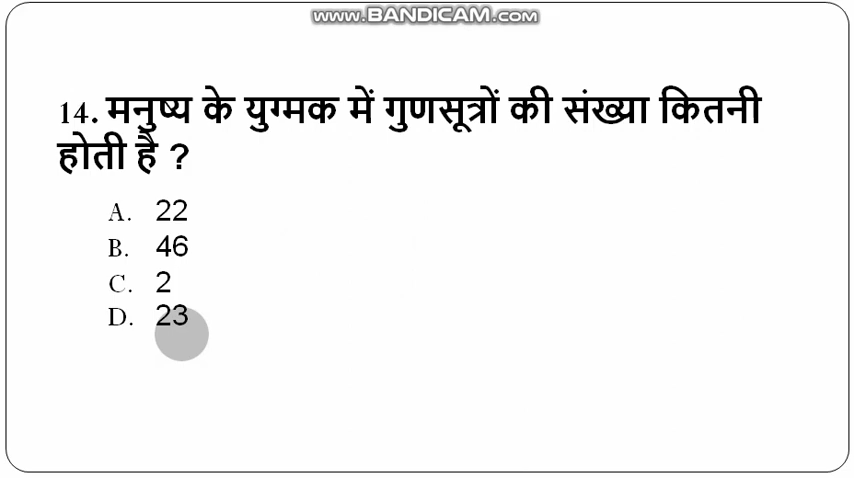 WWW.BANDICAM.COM
14. मनुष्य के युग्मक में गुणसूत्रों की संख्या कितनी
होती है ?
A. 22
B. 46
C. 2
D. 23